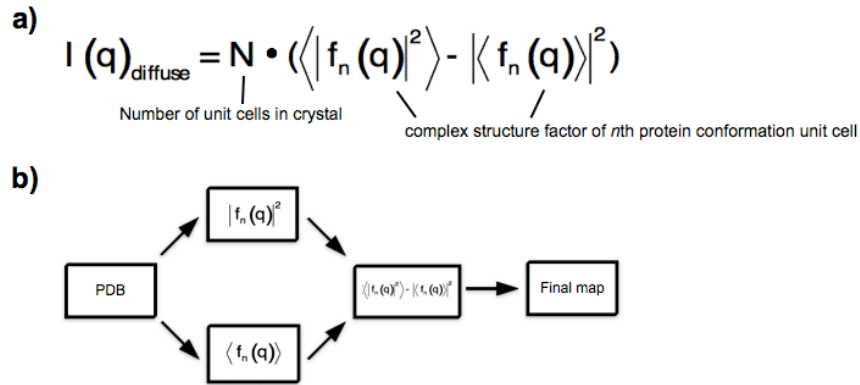 a)
I (q)diffuse = N • (⟨|fn (q)|²⟩ - |⟨fn (q)⟩|²)
Number of unit cells in crystal
complex structure factor of nth protein conformation unit cell
b)
|fn (q)|²
PDB
⟨|fn (q)|²⟩ - |⟨fn (q)⟩|²
Final map
⟨fn (q)⟩